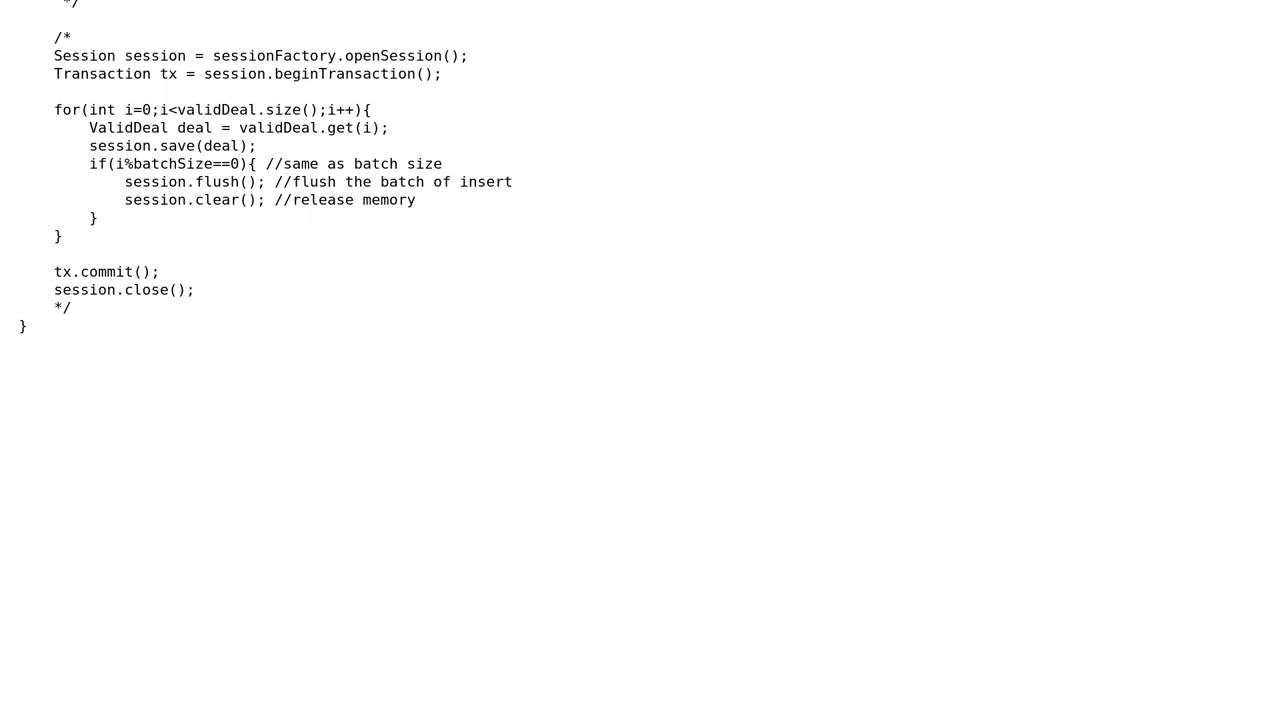 */
/*
Session session = sessionFactory.openSession();
Transaction tx = session.beginTransaction();
for(int i=0;i<validDeal.size();i++){
ValidDeal deal = validDeal.get(i);
session.save(deal);
if(i%batchSize==0){ //same as batch size
session.flush(); //flush the batch of insert
session.clear(); //release memory
}
}
tx.commit();
session.close();
*/
}